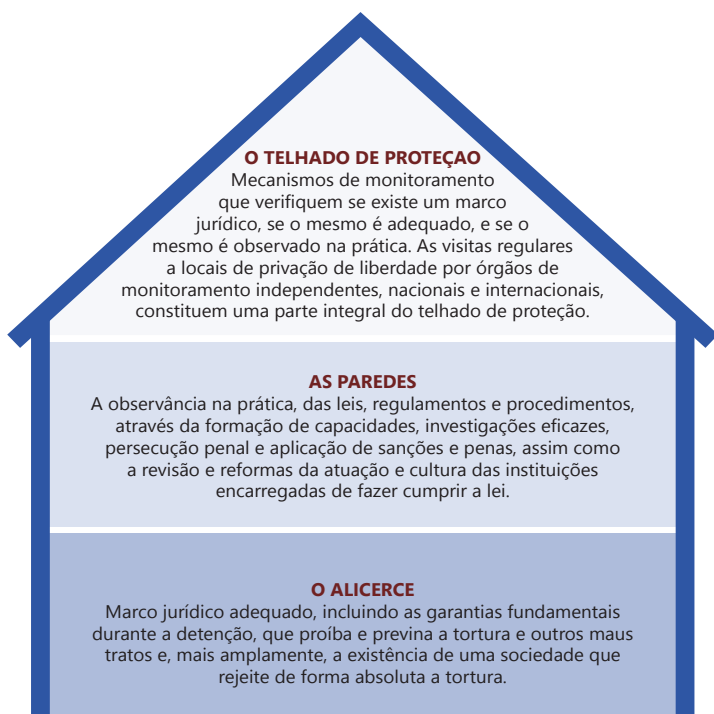 O TELHADO DE PROTEÇAO
Mecanismos de monitoramento
que verifiquem se existe um marco
jurídico, se o mesmo é adequado, e se o
mesmo é observado na prática. As visitas regulares
a locais de privação de liberdade por órgãos de
monitoramento independentes, nacionais e internacionais,
constituem uma parte integral do telhado de proteção.
AS PAREDES
A observância na prática, das leis, regulamentos e procedimentos,
através da formação de capacidades, investigações eficazes,
persecução penal e aplicação de sanções e penas, assim como
a revisão e reformas da atuação e cultura das instituições
encarregadas de fazer cumprir a lei.
O ALICERCE
Marco jurídico adequado, incluindo as garantias fundamentais
durante a detenção, que proíba e previna a tortura e outros maus
tratos e, mais amplamente, a existência de uma sociedade que
rejeite de forma absoluta a tortura.